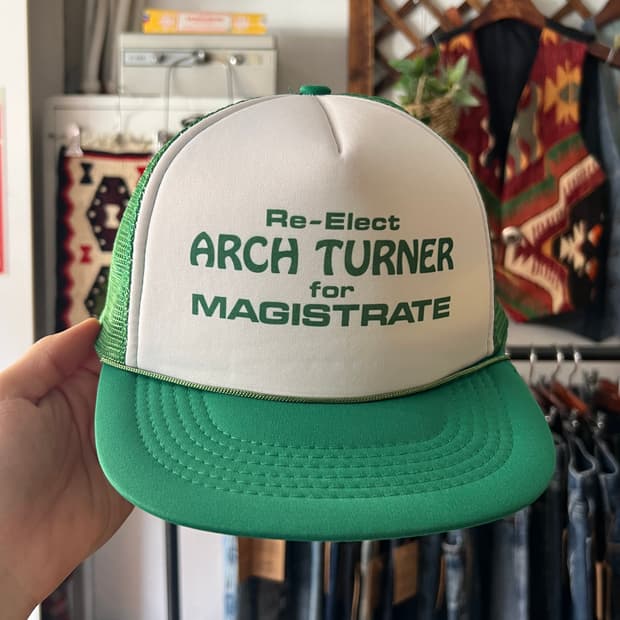 Re-Elect
ARCH TURNER
for
MAGISTRATE